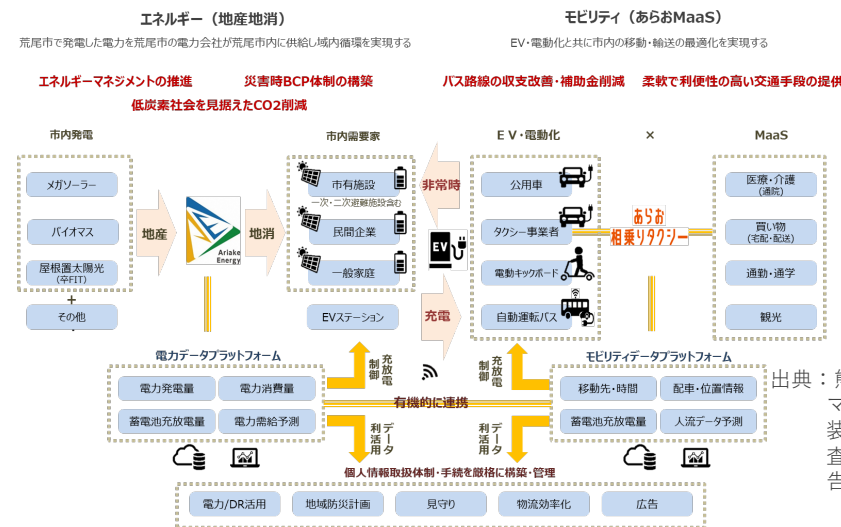 エネルギー（地産地消）
モビリティ（あらおMaaS）
荒尾市で発電した電力を荒尾市の電力会社が荒尾市内に供給し域内循環を実現する
EV・電動化と共に市内の移動・輸送の最適化を実現する
エネルギーマネジメントの推進
災害時BCP体制の構築
低炭素社会を見据えたCO2削減
バス路線の収支改善・補助金削減
柔軟で利便性の高い交通手段の提供
市内発電
市内需要家
EV・電動化
×
MaaS
メガソーラー
バイオマス
屋根置太陽光
(卒FIT)
+
その他
地産
Ariake
Energy
地消
市有施設
一次・二次避難施設含む
民間企業
一般家庭
EVステーション
非常時
EV
充電
公用車
タクシー事業者
電動キックボード
自動運転バス
あらお
相乗りタクシー
医療・介護
(通院)
買い物
(宅配・配送)
通勤・通学
観光
電力データプラットフォーム
電力発電量
電力消費量
蓄電池充放電量
電力需給予測
充放電
制御
データ
利活用
有機的に連携
充放電
制御
データ
利活用
モビリティデータプラットフォーム
移動先・時間
配車・位置情報
蓄電池充放電量
人流データ予測
個人情報取扱体制・手続を厳格に構築・管理
電力/DR活用
地域防災計画
見守り
物流効率化
広告
出典：熊
マ
装
査
告